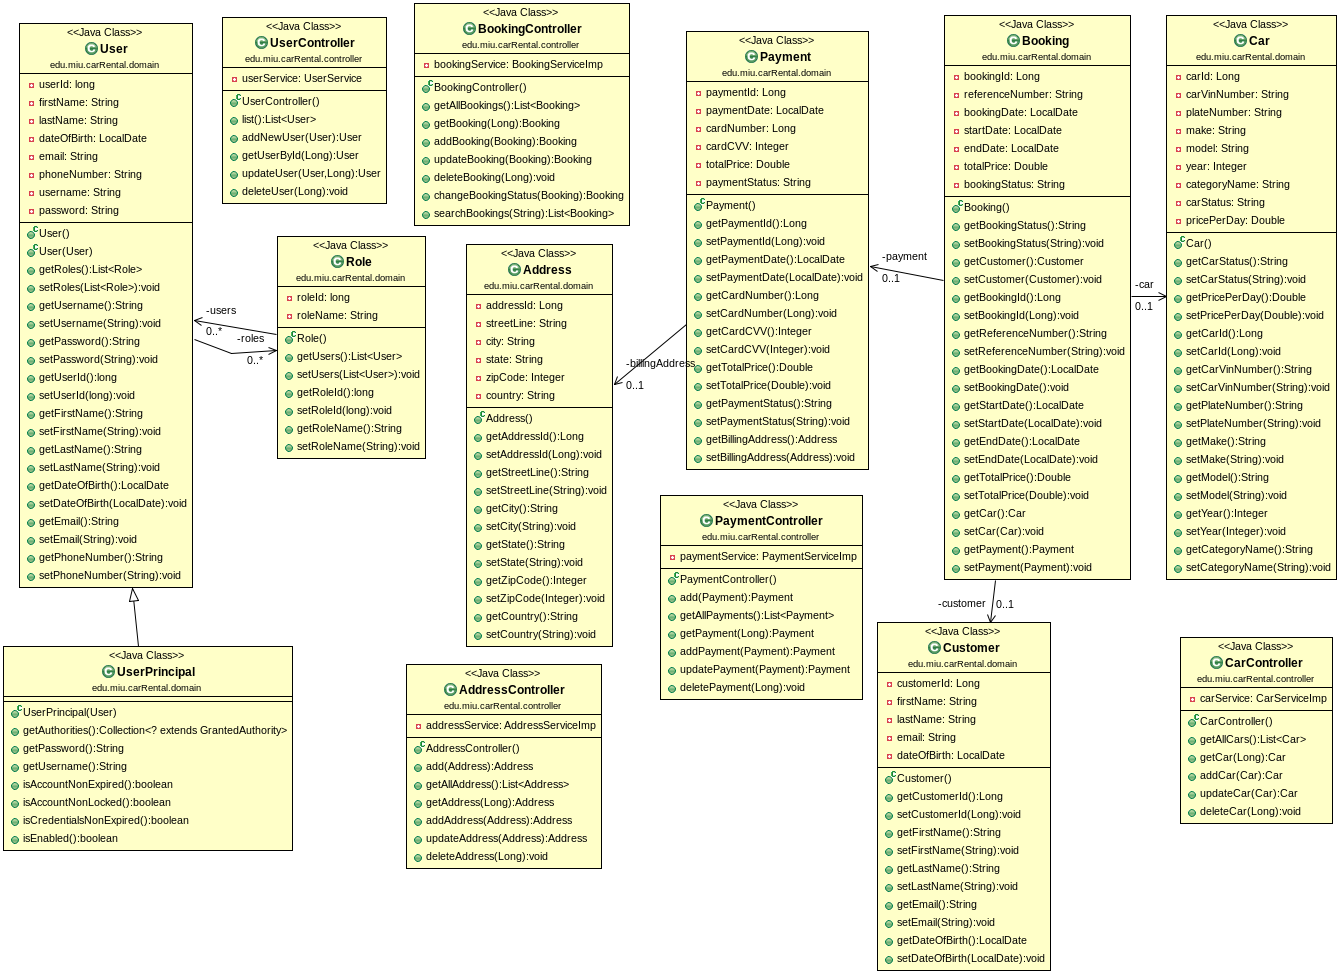 <<Java Class>>
User
edu.miu.carRental.domain
userId: long
firstName: String
lastName: String
dateOfBirth: LocalDate
email: String
phoneNumber: String
username: String
password: String
User()
User(User)
getRoles():List<Role>
setRoles(List<Role>):void
getUsername():String
setUsername(String):void
getPassword():String
setPassword(String):void
getUserId():long
setUserId(long):void
getFirstName():String
setFirstName(String):void
getLastName():String
setLastName(String):void
getDateOfBirth():LocalDate
setDateOfBirth(LocalDate):void
getEmail():String
setEmail(String):void
getPhoneNumber():String
setPhoneNumber(String):void
<<Java Class>>
UserController
edu.miu.carRental.controller
userService: UserService
UserController()
list():List<User>
addNewUser(User):User
getUserById(Long):User
updateUser(User,Long):User
deleteUser(Long):void
<<Java Class>>
BookingController
edu.miu.carRental.controller
bookingService: BookingServiceImp
BookingController()
getAllBookings():List<Booking>
getBooking(Long):Booking
addBooking(Booking):Booking
updateBooking(Booking):Booking
deleteBooking(Long):void
changeBookingStatus(Booking):Booking
searchBookings(String):List<Booking>
<<Java Class>>
Payment
edu.miu.carRental.domain
paymentId: Long
paymentDate: LocalDate
cardNumber: Long
cardCVV: Integer
totalPrice: Double
paymentStatus: String
Payment()
getPaymentId():Long
setPaymentId(Long):void
getPaymentDate():LocalDate
setPaymentDate(LocalDate):void
getCardNumber():Long
setCardNumber(Long):void
getCardCVV():Integer
setCardCVV(Integer):void
getTotalPrice():Double
setTotalPrice(Double):void
getPaymentStatus():String
setPaymentStatus(String):void
getBillingAddress():Address
setBillingAddress(Address):void
<<Java Class>>
Booking
edu.miu.carRental.domain
bookingId: Long
referenceNumber: String
bookingDate: LocalDate
startDate: LocalDate
endDate: LocalDate
totalPrice: Double
bookingStatus: String
Booking()
getBookingStatus():String
setBookingStatus(String):void
getCustomer():Customer
setCustomer(Customer):void
getBookingId():Long
setBookingId(Long):void
getReferenceNumber():String
setReferenceNumber(String):void
getBookingDate():LocalDate
setBookingDate():void
getStartDate():LocalDate
setStartDate(LocalDate):void
getEndDate():LocalDate
setEndDate(LocalDate):void
getTotalPrice():Double
setTotalPrice(Double):void
getCar():Car
setCar(Car):void
getPayment():Payment
setPayment(Payment):void
<<Java Class>>
Car
edu.miu.carRental.domain
carId: Long
carVinNumber: String
plateNumber: String
make: String
model: String
year: Integer
categoryName: String
carStatus: String
pricePerDay: Double
Car()
getCarStatus():String
setCarStatus(String):void
getPricePerDay():Double
setPricePerDay(Double):void
getCarId():Long
setCarId(Long):void
getCarVinNumber():String
setCarVinNumber(String):void
getPlateNumber():String
setPlateNumber(String):void
getMake():String
setMake(String):void
getModel():String
setModel(String):void
getYear():Integer
setYear(Integer):void
getCategoryName():String
setCategoryName(String):void
<<Java Class>>
Role
edu.miu.carRental.domain
roleId: long
roleName: String
Role()
getUsers():List<User>
setUsers(List<User>):void
getRoleId():long
setRoleId(long):void
getRoleName():String
setRoleName(String):void
<<Java Class>>
Address
edu.miu.carRental.domain
addressId: Long
streetLine: String
city: String
state: String
zipCode: Integer
country: String
Address()
getAddressId():Long
setAddressId(Long):void
getStreetLine():String
setStreetLine(String):void
getCity():String
setCity(String):void
getState():String
setState(String):void
getZipCode():Integer
setZipCode(Integer):void
getCountry():String
setCountry(String):void
-users
0..*
-roles
0..*
-billingAddress
0..1
-payment
0..1
-car
0..1
-customer
0..1
<<Java Class>>
PaymentController
edu.miu.carRental.controller
paymentService: PaymentServiceImp
PaymentController()
add(Payment):Payment
getAllPayments():List<Payment>
getPayment(Long):Payment
addPayment(Payment):Payment
updatePayment(Payment):Payment
deletePayment(Long):void
<<Java Class>>
UserPrincipal
edu.miu.carRental.domain
UserPrincipal(User)
getAuthorities():Collection<? extends GrantedAuthority>
getPassword():String
getUsername():String
isAccountNonExpired():boolean
isAccountNonLocked():boolean
isCredentialsNonExpired():boolean
isEnabled():boolean
<<Java Class>>
AddressController
edu.miu.carRental.controller
addressService: AddressServiceImp
AddressController()
add(Address):Address
getAllAddress():List<Address>
getAddress(Long):Address
addAddress(Address):Address
updateAddress(Address):Address
deleteAddress(Long):void
<<Java Class>>
Customer
edu.miu.carRental.domain
customerId: Long
firstName: String
lastName: String
email: String
dateOfBirth: LocalDate
Customer()
getCustomerId():Long
setCustomerId(Long):void
getFirstName():String
setFirstName(String):void
getLastName():String
setLastName(String):void
getEmail():String
setEmail(String):void
getDateOfBirth():LocalDate
setDateOfBirth(LocalDate):void
<<Java Class>>
CarController
edu.miu.carRental.controller
carService: CarServiceImp
CarController()
getAllCars():List<Car>
getCar(Long):Car
addCar(Car):Car
updateCar(Car):Car
deleteCar(Long):void